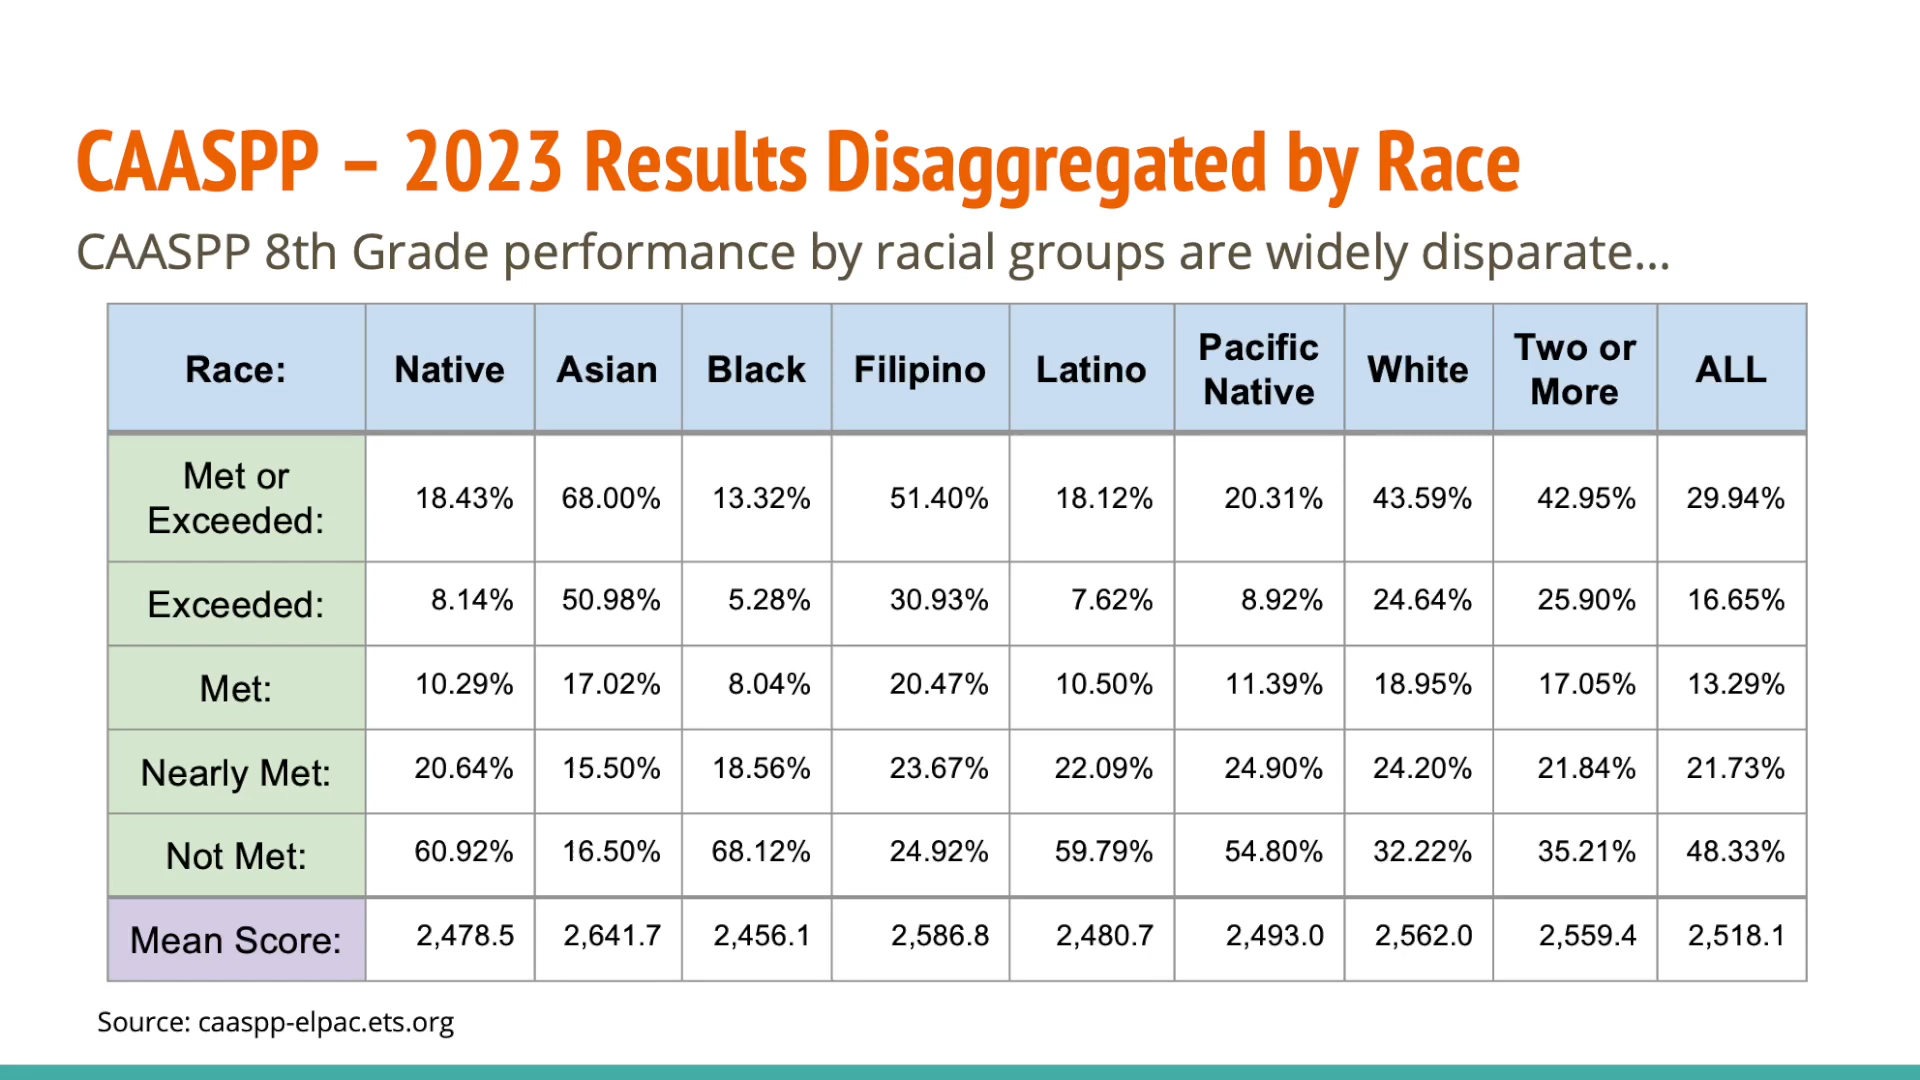 CAASPP – 2023 Results Disaggregated by Race
CAASPP 8th Grade performance by racial groups are widely disparate...
Race: Native Asian Black Filipino Latino Pacific Native White Two or More ALL
Met or Exceeded: 18.43% 68.00% 13.32% 51.40% 18.12% 20.31% 43.59% 42.95% 29.94%
Exceeded: 8.14% 50.98% 5.28% 30.93% 7.62% 8.92% 24.64% 25.90% 16.65%
Met: 10.29% 17.02% 8.04% 20.47% 10.50% 11.39% 18.95% 17.05% 13.29%
Nearly Met: 20.64% 15.50% 18.56% 23.67% 22.09% 24.90% 24.20% 21.84% 21.73%
Not Met: 60.92% 16.50% 68.12% 24.92% 59.79% 54.80% 32.22% 35.21% 48.33%
Mean Score: 2,478.5 2,641.7 2,456.1 2,586.8 2,480.7 2,493.0 2,562.0 2,559.4 2,518.1
Source: caaspp-elpac.ets.org